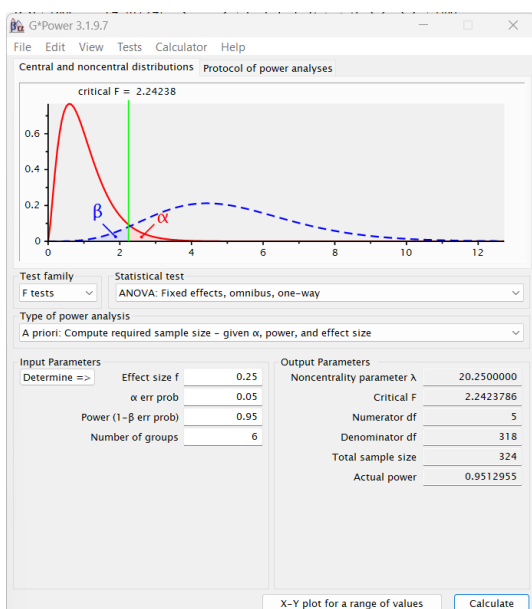 G*Power 3.1.9.7
File Edit View Tests Calculator Help
Central and noncentral distributions Protocol of power analyses
critical F = 2.24238
0.6
0.4
0.2
0
β
α
0 2 4 6 8 10 12
Test family Statistical test
F tests ANOVA: Fixed effects, omnibus, one-way
Type of power analysis
A priori: Compute required sample size – given α, power, and effect size
Input Parameters Output Parameters
Determine => Effect size f 0.25 Noncentrality parameter λ 20.2500000
α err prob 0.05 Critical F 2.2423786
Power (1-β err prob) 0.95 Numerator df 5
Number of groups 6 Denominator df 318
Total sample size 324
Actual power 0.9512955
X-Y plot for a range of values Calculate